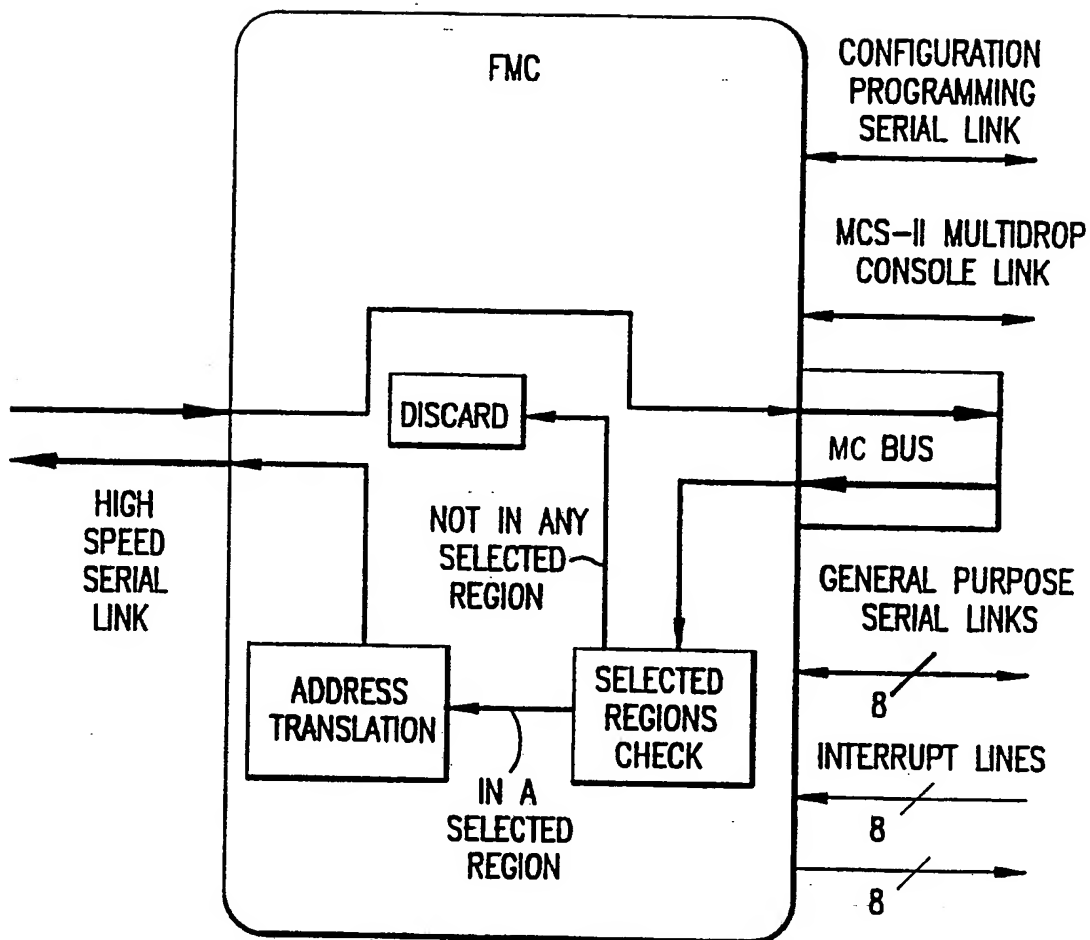 FMC
CONFIGURATION
PROGRAMMING
SERIAL LINK
MCS-II MULTIDROP
CONSOLE LINK
DISCARD
MC BUS
HIGH
SPEED
SERIAL
LINK
NOT IN ANY
SELECTED
REGION
GENERAL PURPOSE
SERIAL LINKS
8
ADDRESS
TRANSLATION
SELECTED
REGIONS
CHECK
IN A
SELECTED
REGION
INTERRUPT LINES
8
8